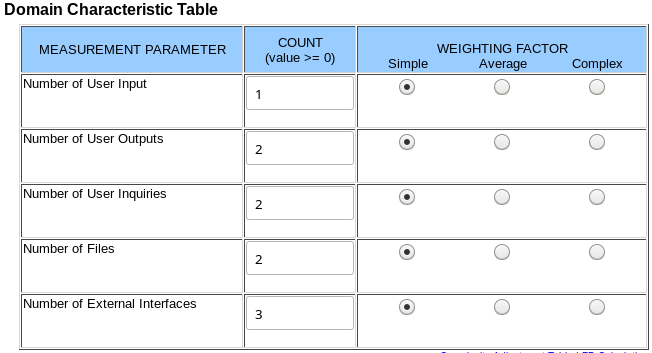 Domain Characteristic Table
MEASUREMENT PARAMETER
COUNT
(value >= 0)
WEIGHTING FACTOR
Simple Average Complex
Number of User Input
1
Number of User Outputs
2
Number of User Inquiries
2
Number of Files
2
Number of External Interfaces
3